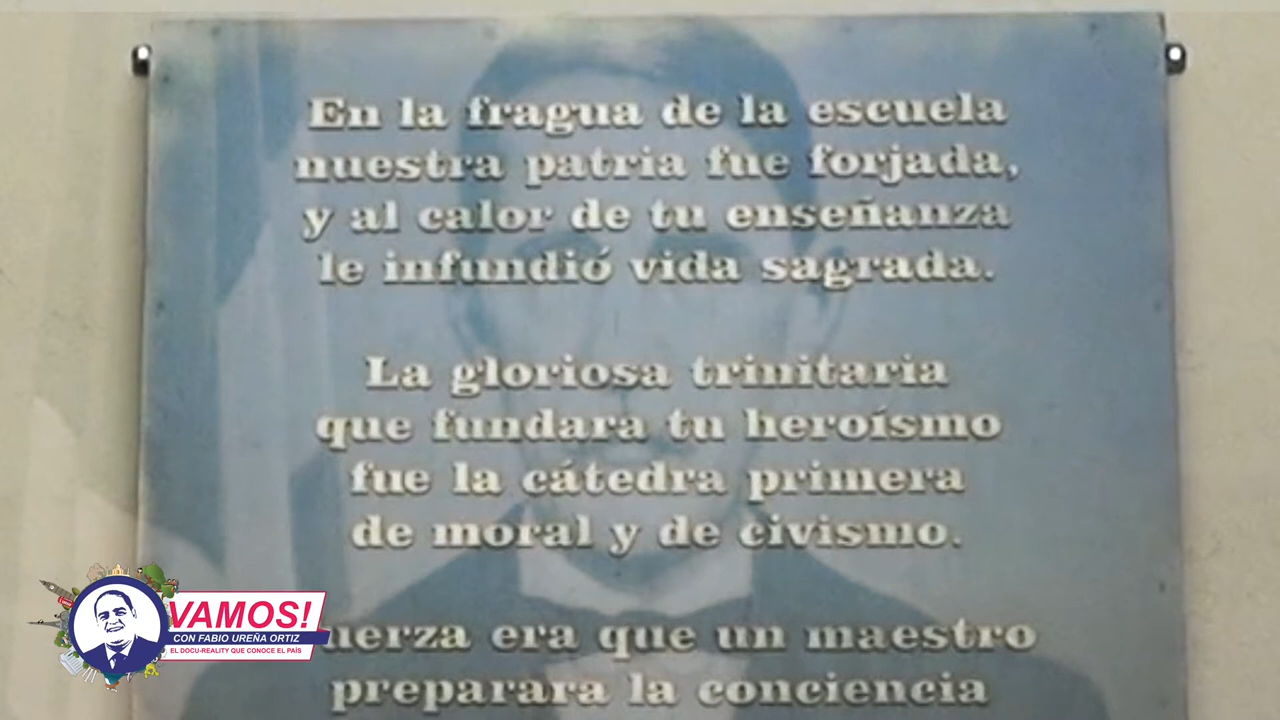 En la fragua de la escuela
nuestra patria fue forjada,
y al calor de tu enseñanza
le infundió vida sagrada.
La gloriosa trinitaria
que fundara tu heroísmo
fue la cátedra primera
de moral y de civismo.
uerza era que un maestro
preparara la conciencia
VAMOS!
CON FABIO UREÑA ORTIZ
EL DOCU-REALITY QUE CONOCE EL PAÍS